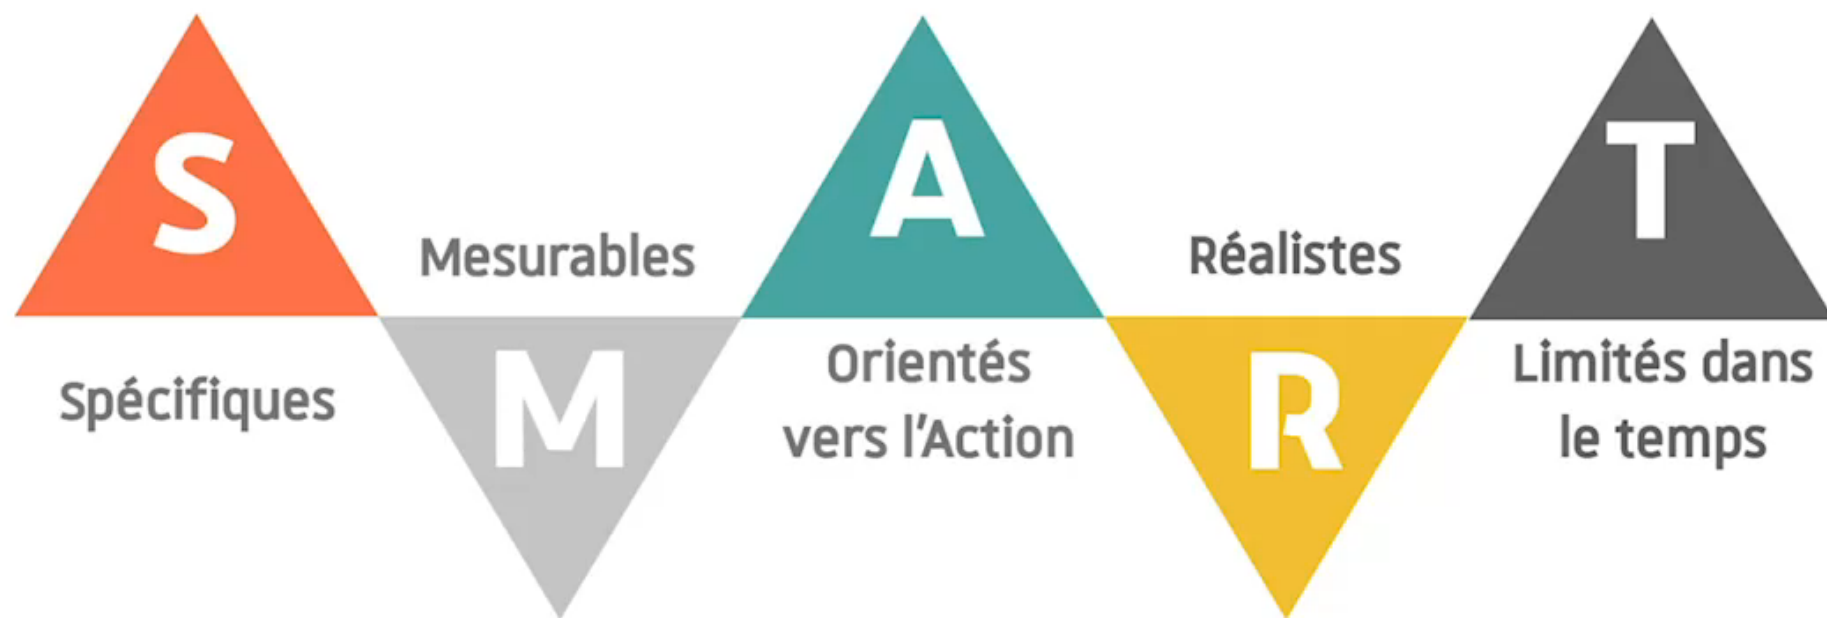 S
Spécifiques
Mesurables
M
A
Orientés
vers l'Action
Réalistes
R
T
Limités dans
le temps